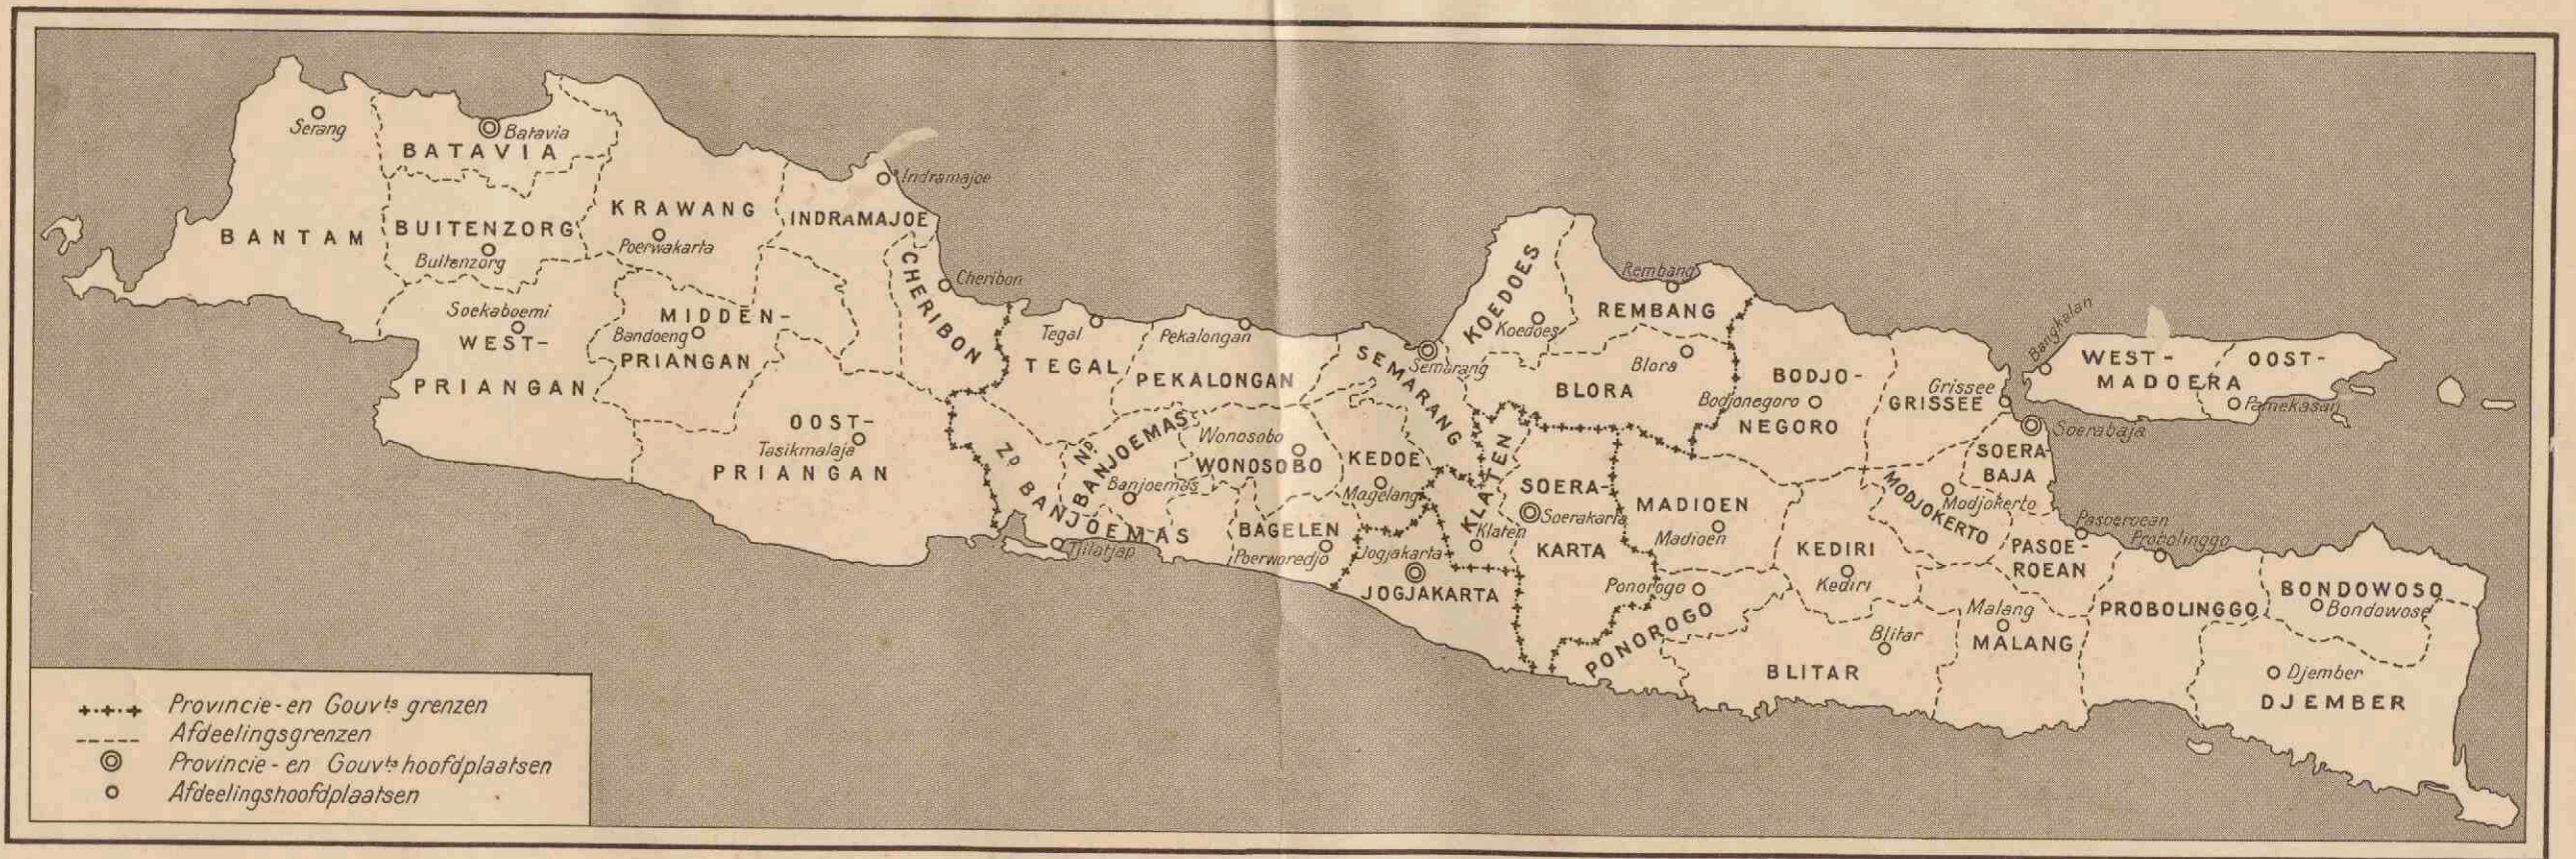 Serang
Batavia
BATAVIA
BANTAM
BUITENZORG
Buitenzorg
KRAWANG
Poerwakarta
INDRAMAJOE
Indramajoe
CHERIBON
Cheribon
Soekaboemi
WEST-
PRIANGAN
MIDDEN-
Bandoeng
PRIANGAN
OOST-
Tasikmalaja
PRIANGAN
Tegal
TEGAL
Pekalongan
PEKALONGAN
SEMARANG
Semarang
ZD BANJOEMAS
Tjilatjap
ND BANJOEMAS
Banjoemas
Wonosobo
WONOSOBO
KEDOE
Magelang
BAGELEN
Poerworedjo
Jogjakarta
JOGJAKARTA
KLATEN
Klaten
SOERA-
Soerakarta
KARTA
KOEDOES
Koedoes
Rembang
REMBANG
Blora
BLORA
BODJO-
Bodjonegoro
NEGORO
Grissee
GRISSEE
Bangkalan
WEST-
OOST-
MADOERA
Pamekasan
Soerabaja
SOERA-
BAJA
MADIOEN
Madioen
Ponorogo
PONOROGO
KEDIRI
Kediri
MODJOKERTO
Modjokerto
Pasoeroean
PASOE-
ROEAN
Probolinggo
PROBOLINGGO
Malang
MALANG
Blitar
BLITAR
BONDOWOSO
Bondowoso
Djember
DJEMBER
Provincie-en Gouvts grenzen
Afdeelingsgrenzen
Provincie-en Gouvts hoofdplaatsen
Afdeelingshoofdplaatsen